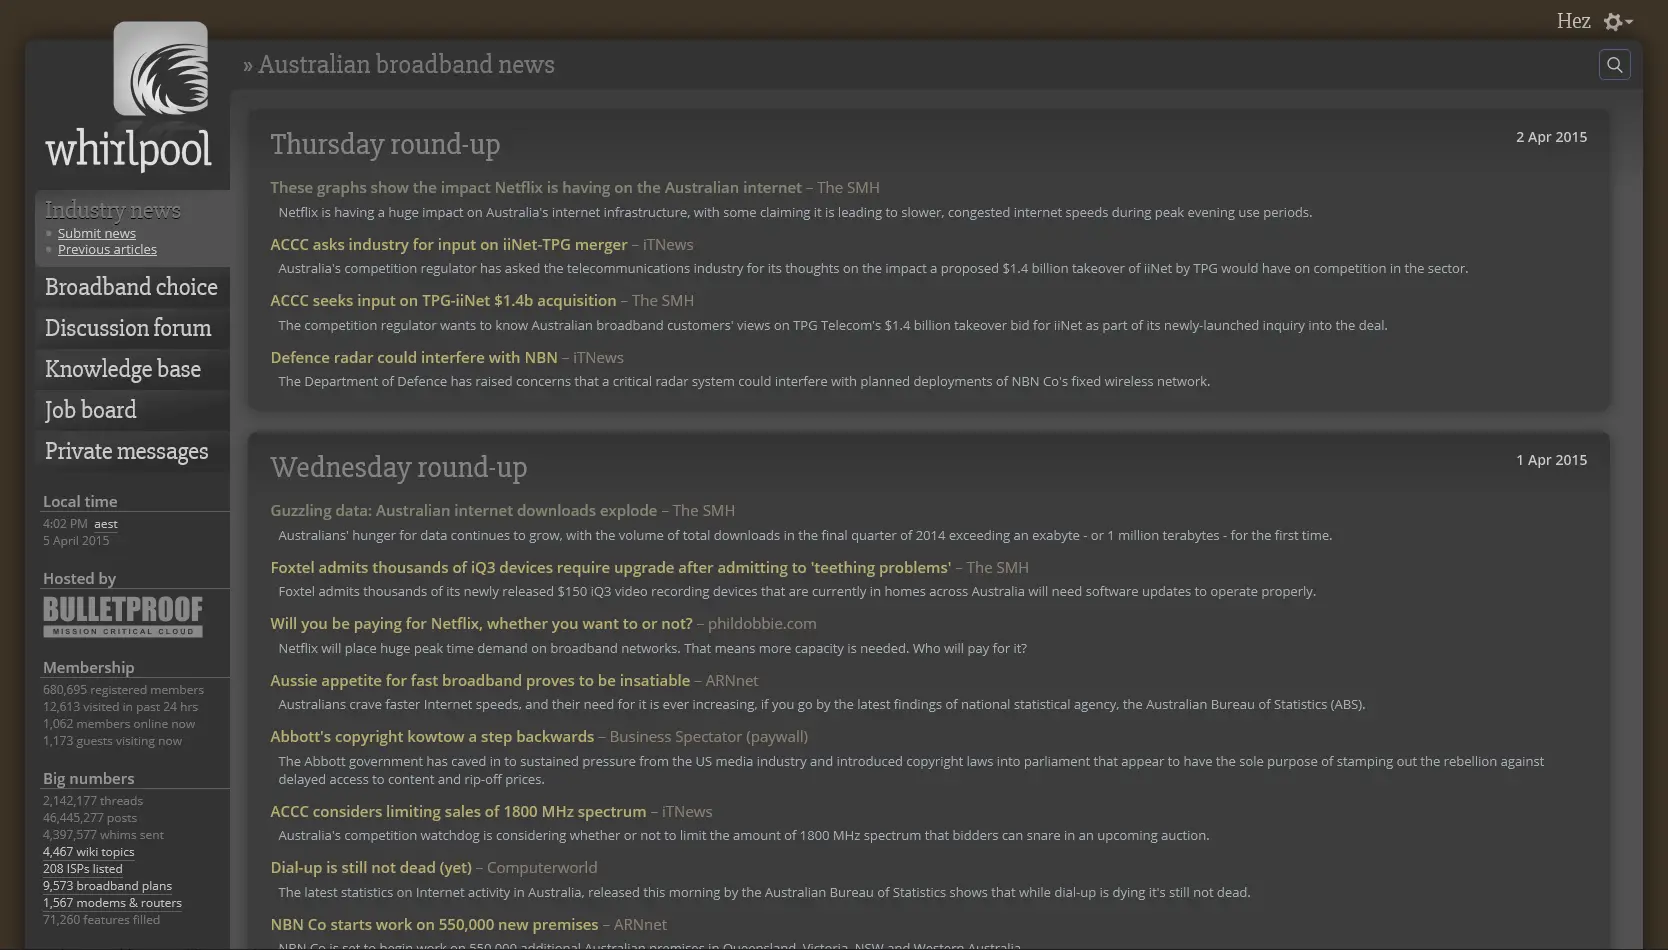 Hez
whirlpool
» Australian broadband news
Industry news
Submit news
Previous articles
Broadband choice
Discussion forum
Knowledge base
Job board
Private messages
Local time
4:02 PM aest
5 April 2015
Hosted by
BULLETPROOF
MISSION CRITICAL CLOUD
Membership
680,695 registered members
12,613 visited in past 24 hrs
1,062 members online now
1,173 guests visiting now
Big numbers
2,142,177 threads
46,445,277 posts
4,397,577 whims sent
4,467 wiki topics
208 ISPs listed
9,573 broadband plans
1,567 modems & routers
71,260 features filled
Thursday round-up
2 Apr 2015
These graphs show the impact Netflix is having on the Australian internet – The SMH
Netflix is having a huge impact on Australia's internet infrastructure, with some claiming it is leading to slower, congested internet speeds during peak evening use periods.
ACCC asks industry for input on iiNet-TPG merger – iTNews
Australia's competition regulator has asked the telecommunications industry for its thoughts on the impact a proposed $1.4 billion takeover of iiNet by TPG would have on competition in the sector.
ACCC seeks input on TPG-iiNet $1.4b acquisition – The SMH
The competition regulator wants to know Australian broadband customers' views on TPG Telecom's $1.4 billion takeover bid for iiNet as part of its newly-launched inquiry into the deal.
Defence radar could interfere with NBN – iTNews
The Department of Defence has raised concerns that a critical radar system could interfere with planned deployments of NBN Co's fixed wireless network.
Wednesday round-up
1 Apr 2015
Guzzling data: Australian internet downloads explode – The SMH
Australians' hunger for data continues to grow, with the volume of total downloads in the final quarter of 2014 exceeding an exabyte - or 1 million terabytes - for the first time.
Foxtel admits thousands of iQ3 devices require upgrade after admitting to 'teething problems' – The SMH
Foxtel admits thousands of its newly released $150 iQ3 video recording devices that are currently in homes across Australia will need software updates to operate properly.
Will you be paying for Netflix, whether you want to or not? – phildobbie.com
Netflix will place huge peak time demand on broadband networks. That means more capacity is needed. Who will pay for it?
Aussie appetite for fast broadband proves to be insatiable – ARNnet
Australians crave faster Internet speeds, and their need for it is ever increasing, if you go by the latest findings of national statistical agency, the Australian Bureau of Statistics (ABS).
Abbott's copyright kowtow a step backwards – Business Spectator (paywall)
The Abbott government has caved in to sustained pressure from the US media industry and introduced copyright laws into parliament that appear to have the sole purpose of stamping out the rebellion against
delayed access to content and rip-off prices.
ACCC considers limiting sales of 1800 MHz spectrum – iTNews
Australia's competition watchdog is considering whether or not to limit the amount of 1800 MHz spectrum that bidders can snare in an upcoming auction.
Dial-up is still not dead (yet) – Computerworld
The latest statistics on Internet activity in Australia, released this morning by the Australian Bureau of Statistics shows that while dial-up is dying it's still not dead.
NBN Co starts work on 550,000 new premises – ARNnet
NBN Co is set to begin work on 550,000 additional Australian premises in Queensland, Victoria, NSW and Western Australia.